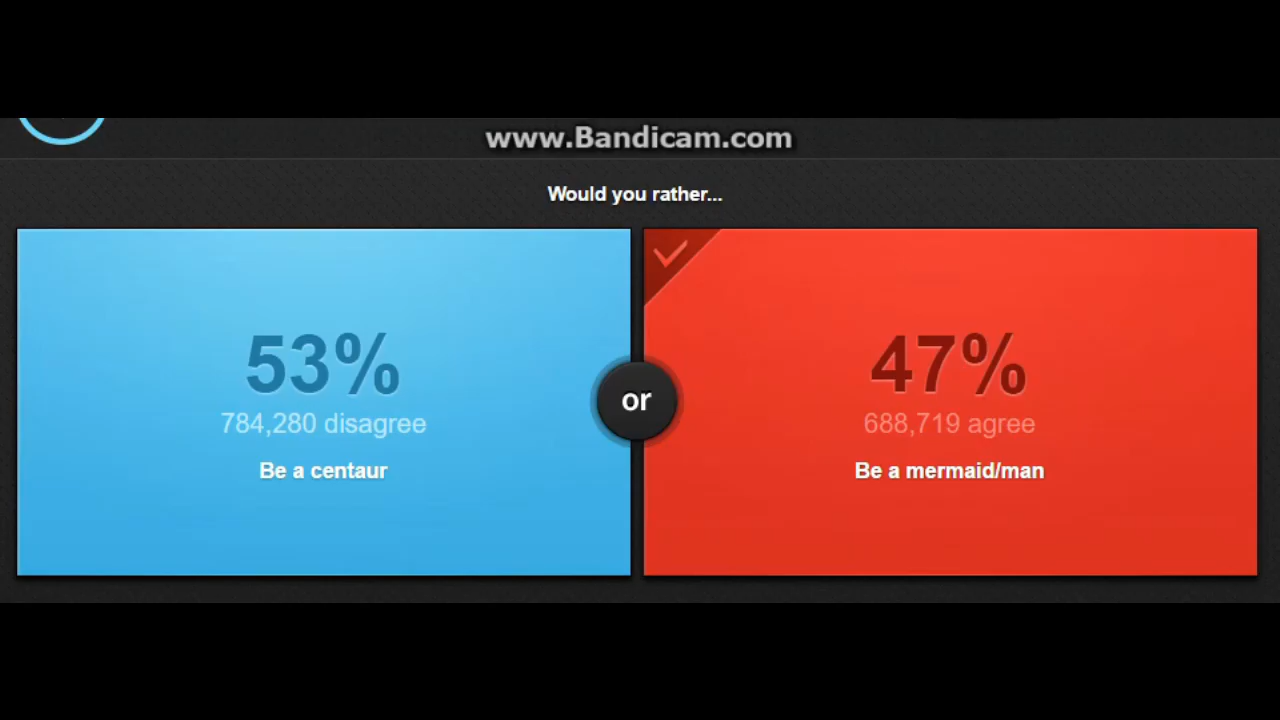 www.Bandicam.com
Would you rather...
53%
784,280 disagree
Be a centaur
or
47%
688,719 agree
Be a mermaid/man